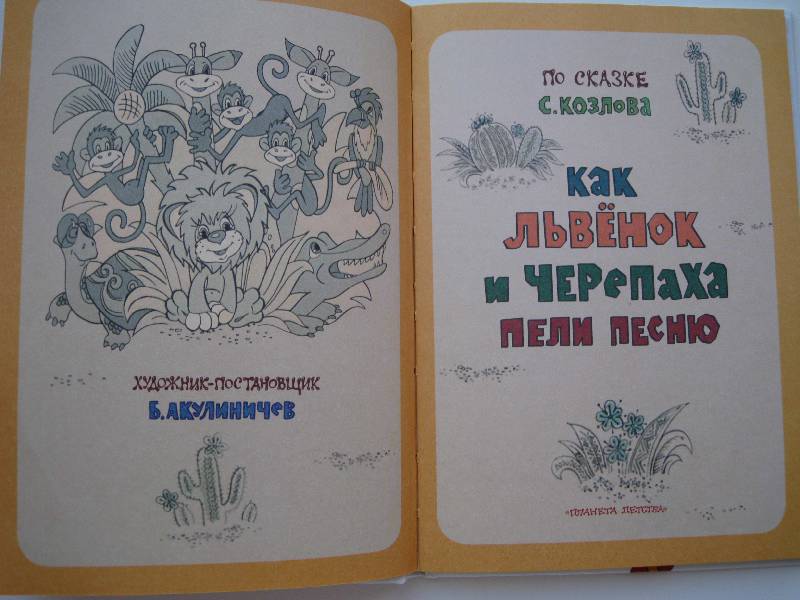 ХУДОЖНИК-ПОСТАНОВЩИК
Б. АКУЛИНИЧЕВ
ПО СКАЗКЕ
С. КОЗЛОВА
КАК
ЛЬВЁНОК
И ЧЕРЕПАХА
ПЕЛИ ПЕСНЮ
«ПЛАНЕТА ДЕТСТВА»